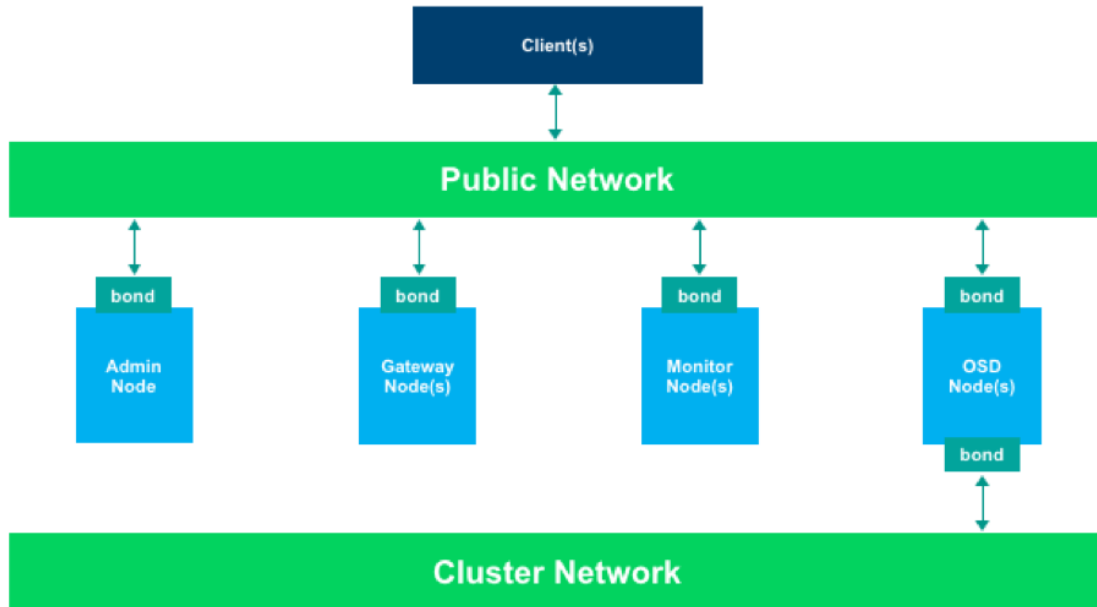 Client(s)
Public Network
bond
bond
bond
bond
Admin
Node
Gateway
Node(s)
Monitor
Node(s)
OSD
Node(s)
bond
Cluster Network